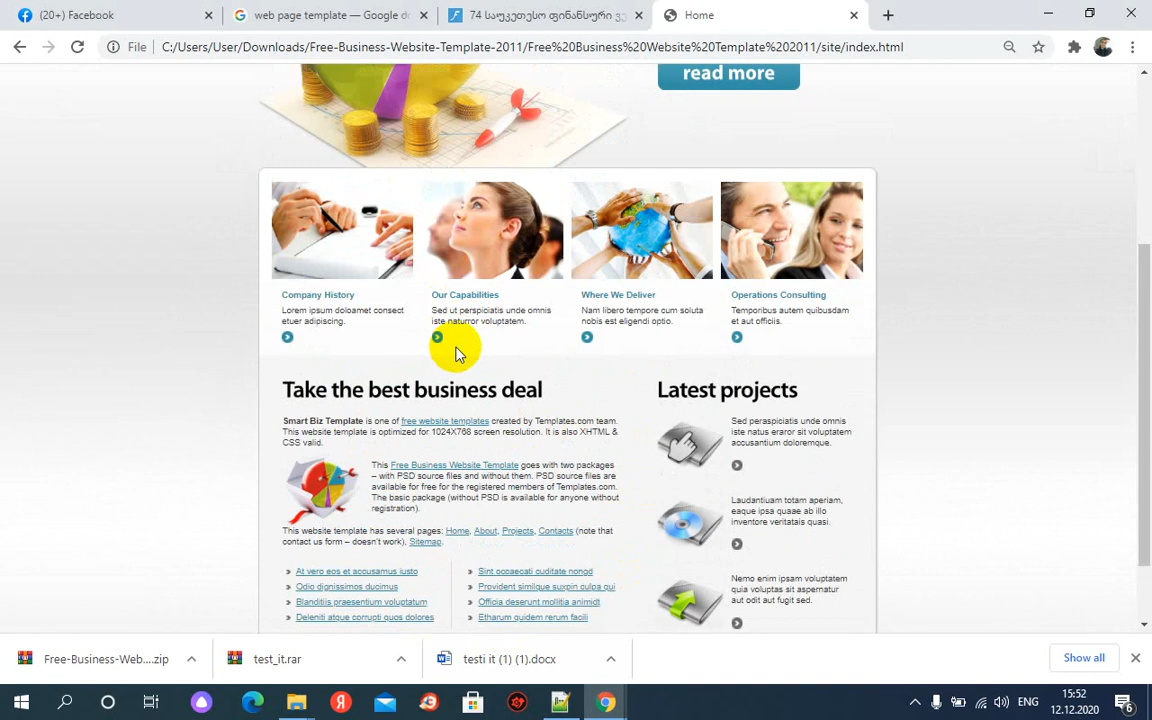 (20+) Facebook
web page template — Google d
74 საუკეთესო ფინანსური ვე
Home
File
C:/Users/User/Downloads/Free-Business-Website-Template-2011/Free%20Business%20Website%20Template%202011/site/index.html
read more
Company History
Lorem ipsum doloamet consect
etuer adipiscing.
Our Capabilities
Sed ut perspiciatis unde omnis
iste naturror voluptatem.
Where We Deliver
Nam libero tempore cum soluta
nobis est eligendi optio.
Operations Consulting
Temporibus autem quibusdam
et aut officiis.
Take the best business deal
Smart Biz Template is one of free website templates created by Templates.com team.
This website template is optimized for 1024X768 screen resolution. It is also XHTML &
CSS valid.
This Free Business Website Template goes with two packages
– with PSD source files and without them. PSD source files are
available for free for the registered members of Templates.com.
The basic package (without PSD is available for anyone without
registration).
This website template has several pages: Home, About, Projects, Contacts (note that
contact us form – doesn't work), Sitemap.
» At vero eos et accusamus iusto
» Odio dignissimos ducimus
» Blanditiis praesentium voluptatum
» Deleniti atque corrupti quos dolores
» Sint occaecati cuditate nongd
» Provident similique suxpin culpa qui
» Officia deserunt mollitia animidt
» Etharum quidem rerum facili
Latest projects
Sed peraspiciatis unde omnis
iste natus eraror sit voluptatem
accusantium doloremque.
Laudantium totam aperiam,
eaque ipsa quaae ab illo
inventore veritatis quasi.
Nemo enim ipsam voluptatem
quia voluptas sit aspernatur
aut odit aut fugit sed.
Free-Business-Web....zip
test_it.rar
testi it (1) (1).docx
Show all
ENG
15:52
12.12.2020
6